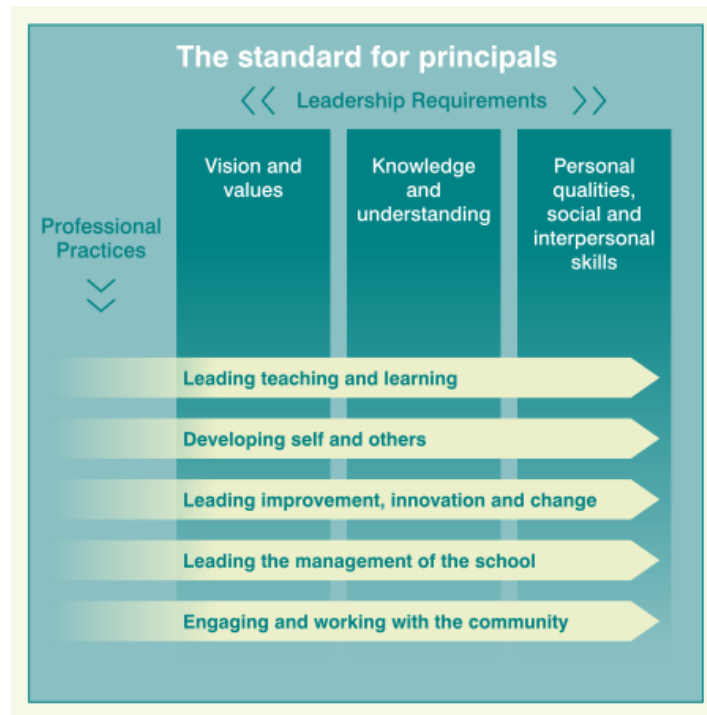 The standard for principals
Leadership Requirements
Vision and
values
Knowledge
and
understanding
Personal
qualities,
social and
interpersonal
skills
Professional
Practices
Leading teaching and learning
Developing self and others
Leading improvement, innovation and change
Leading the management of the school
Engaging and working with the community